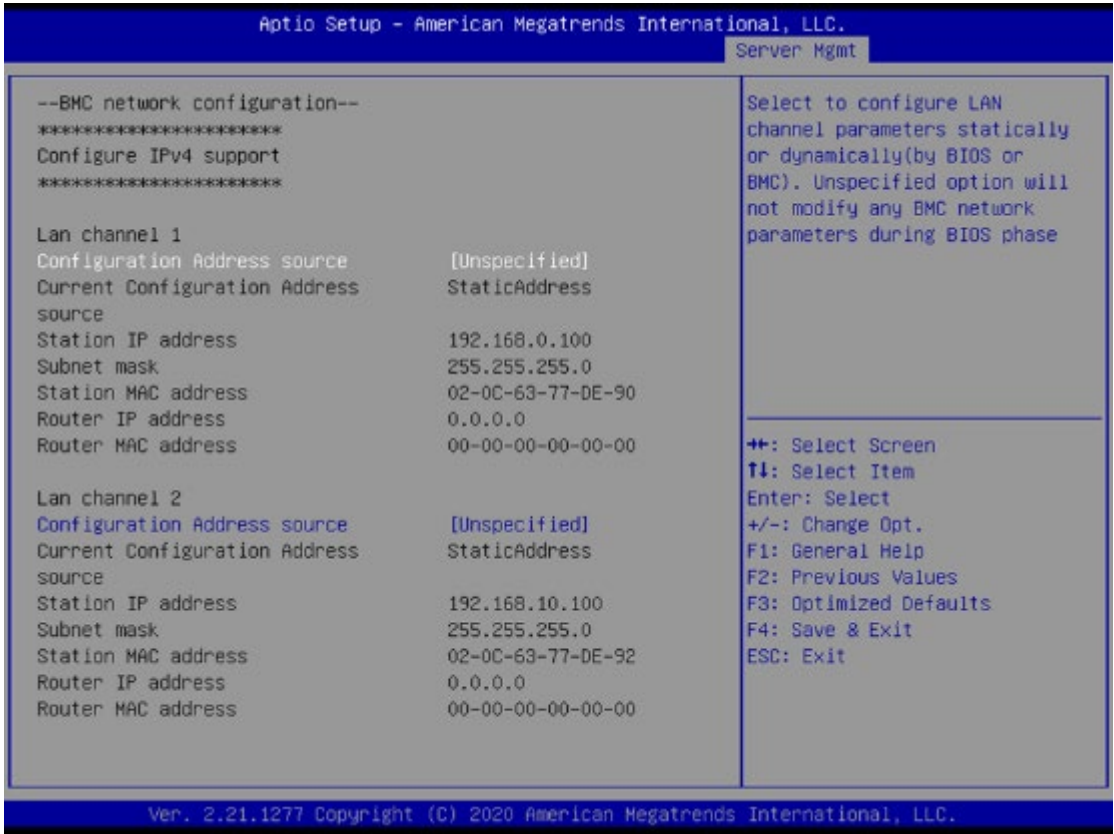 Aptio Setup - American Megatrends International, LLC.
Server Mgmt
--BMC network configuration--
**********************
Configure IPv4 support
**********************
Lan channel 1
Configuration Address source [Unspecified]
Current Configuration Address source StaticAddress
Station IP address 192.168.0.100
Subnet mask 255.255.255.0
Station MAC address 02-0C-63-77-DE-90
Router IP address 0.0.0.0
Router MAC address 00-00-00-00-00-00
Lan channel 2
Configuration Address source [Unspecified]
Current Configuration Address source StaticAddress
Station IP address 192.168.10.100
Subnet mask 255.255.255.0
Station MAC address 02-0C-63-77-DE-92
Router IP address 0.0.0.0
Router MAC address 00-00-00-00-00-00
Select to configure LAN
channel parameters statically
or dynamically(by BIOS or
BMC). Unspecified option will
not modify any BMC network
parameters during BIOS phase
→←: Select Screen
↑↓: Select Item
Enter: Select
+/-: Change Opt.
F1: General Help
F2: Previous Values
F3: Optimized Defaults
F4: Save & Exit
ESC: Exit
Ver. 2.21.1277 Copyright (C) 2020 American Megatrends International, LLC.